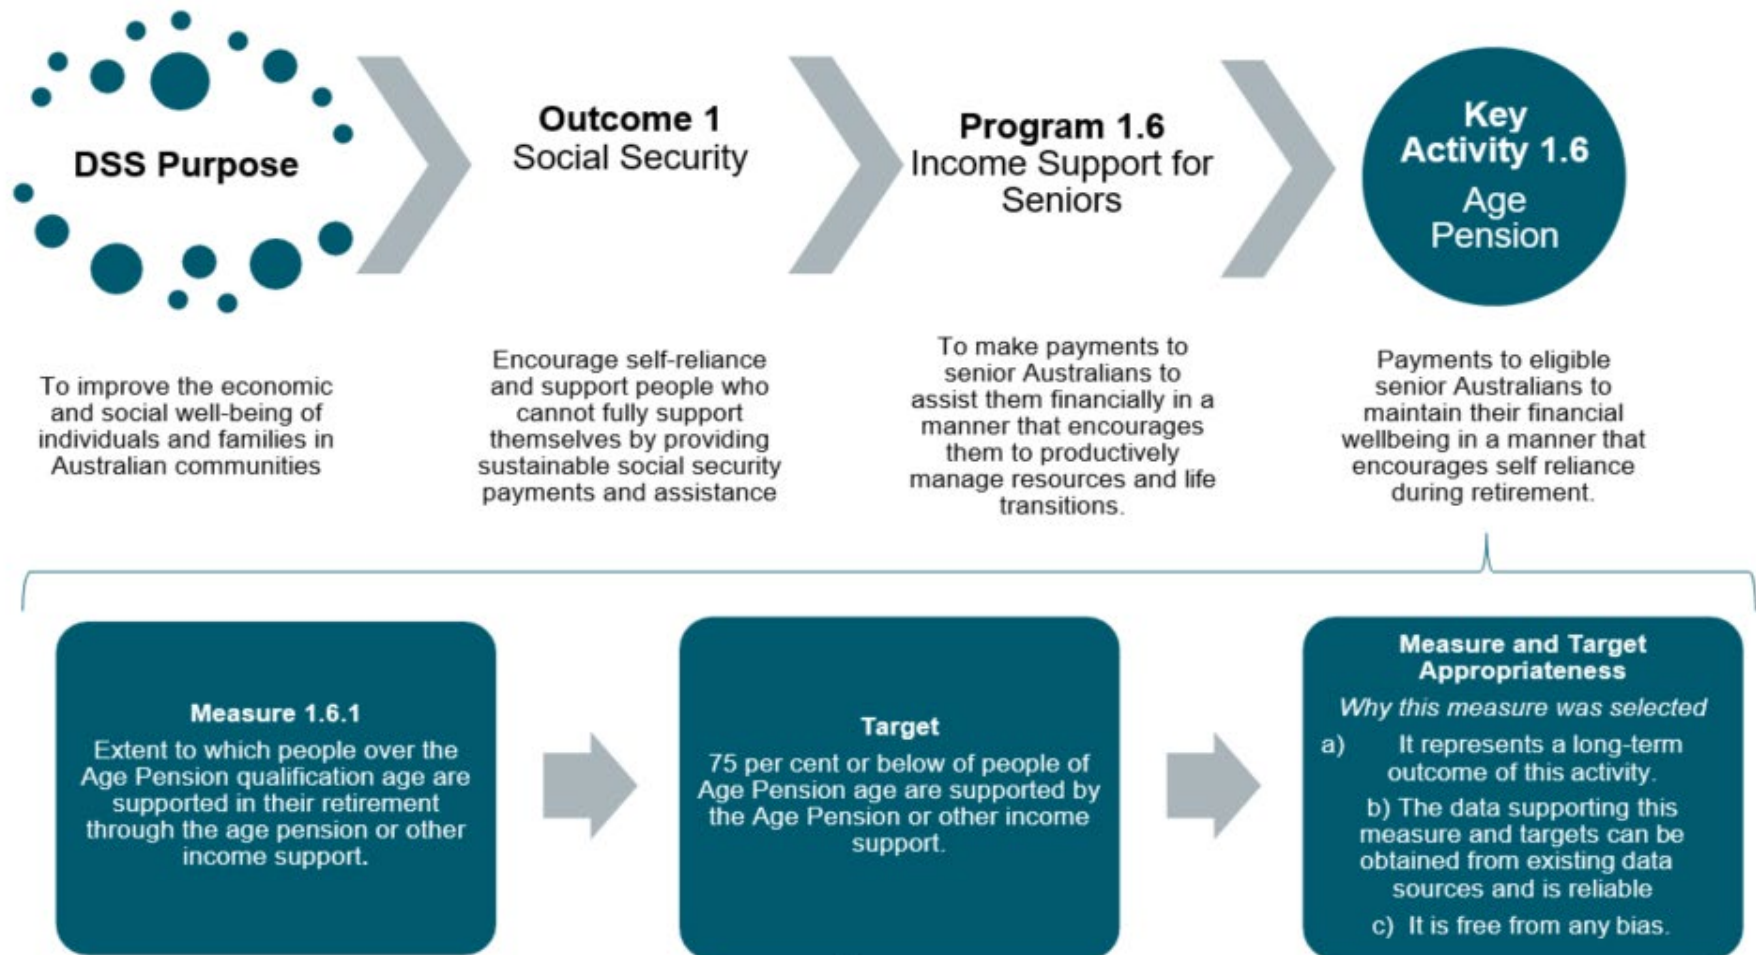 DSS Purpose
To improve the economic
and social well-being of
individuals and families in
Australian communities
Outcome 1
Social Security
Encourage self-reliance
and support people who
cannot fully support
themselves by providing
sustainable social security
payments and assistance
Program 1.6
Income Support for
Seniors
To make payments to
senior Australians to
assist them financially in a
manner that encourages
them to productively
manage resources and life
transitions.
Key
Activity 1.6
Age
Pension
Payments to eligible
senior Australians to
maintain their financial
wellbeing in a manner that
encourages self reliance
during retirement.
Measure 1.6.1
Extent to which people over the
Age Pension qualification age are
supported in their retirement
through the age pension or other
income support.
Target
75 per cent or below of people of
Age Pension age are supported by
the Age Pension or other income
support.
Measure and Target
Appropriateness
Why this measure was selected
a) It represents a long-term
outcome of this activity.
b) The data supporting this
measure and targets can be
obtained from existing data
sources and is reliable
c) It is free from any bias.